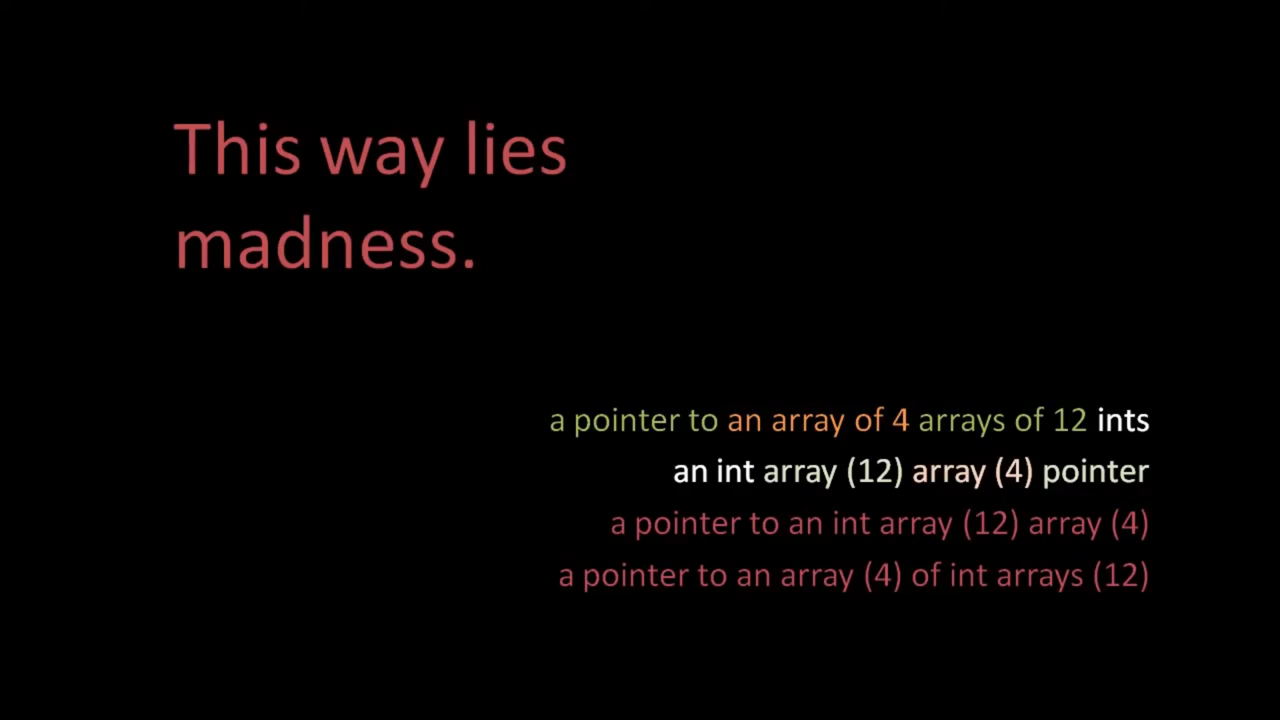 This way lies
madness.
a pointer to an array of 4 arrays of 12 ints
an int array (12) array (4) pointer
a pointer to an int array (12) array (4)
a pointer to an array (4) of int arrays (12)